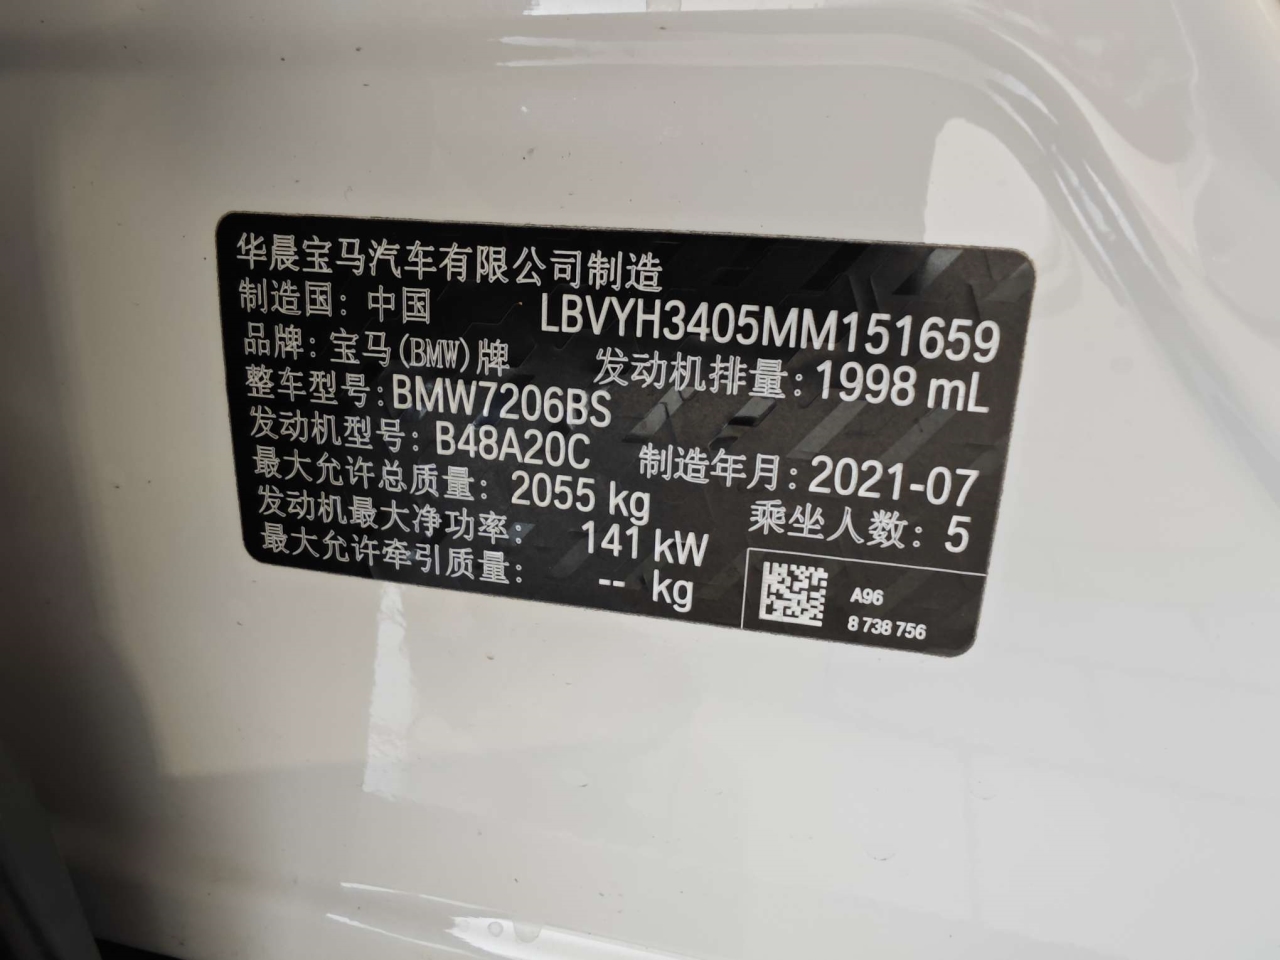 华晨宝马汽车有限公司制造
制造国：中国
LBVYH3405MM151659
品牌：宝马(BMW)牌
发动机排量：1998 mL
整车型号：BMW7206BS
发动机型号：B48A20C
制造年月：2021-07
最大允许总质量：2055 kg
乘坐人数：5
发动机最大净功率：141 kW
最大允许牵引质量：-- kg
A96
8 738 756